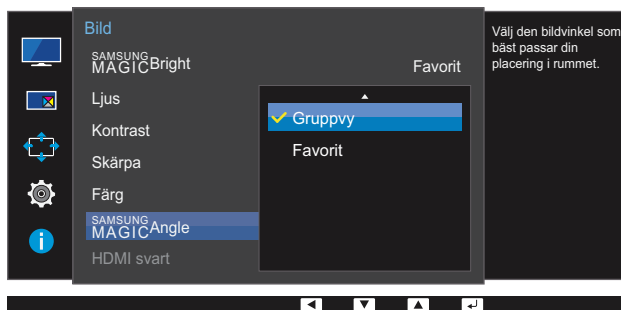 Bild
SAMSUNG
MAGICBright
Favorit
Ljus
Kontrast
Skärpa
Färg
SAMSUNG
MAGICAngle
HDMI svart
Gruppvy
Favorit
Välj den bildvinkel som
bäst passar din
placering i rummet.